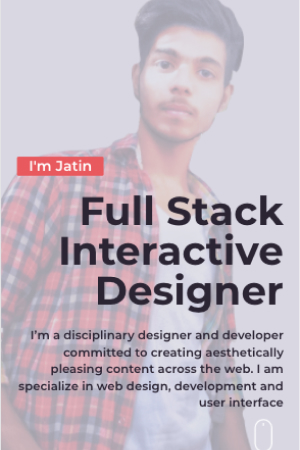 I'm Jatin
Full Stack
Interactive
Designer
I'm a disciplinary designer and developer
committed to creating aesthetically
pleasing content across the web. I am
specialize in web design, development and
user interface